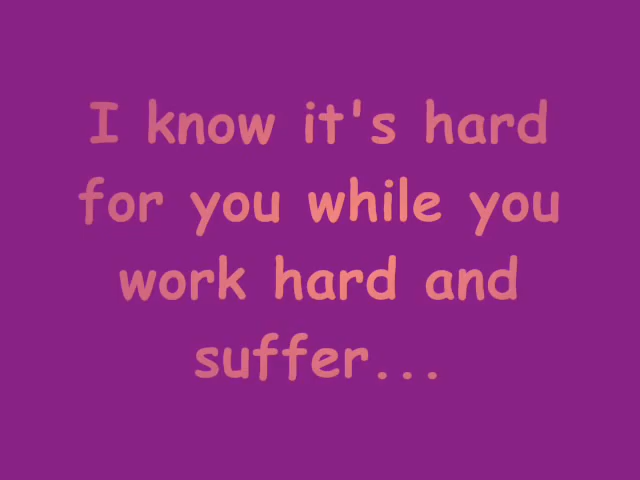 I know it's hard
for you while you
work hard and
suffer...